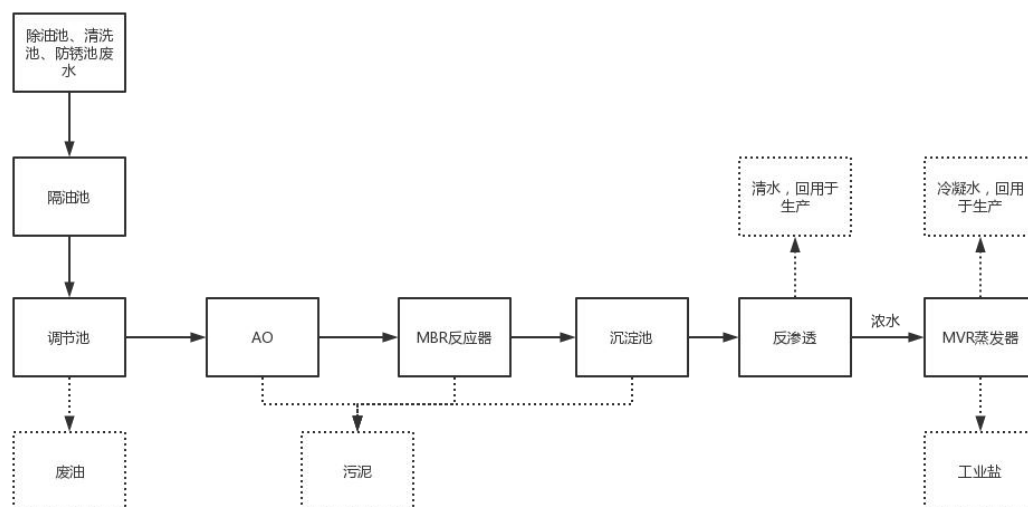 除油池、清洗
池、防锈池废
水
隔油池
清水，回用于
生产
冷凝水，回用
于生产
调节池
AO
MBR反应器
沉淀池
反渗透
浓水
MVR蒸发器
废油
污泥
工业盐